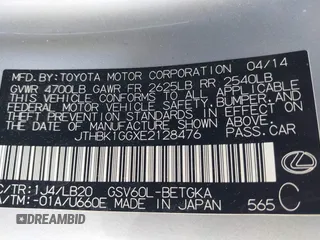 MFD. BY: TOYOTA MOTOR CORPORATION 04/14
GVWR 4700LB GAWR FR 2625LB RR 2540LB
THIS VEHICLE CONFORMS TO ALL APPLICABLE
FEDERAL MOTOR VEHICLE SAFETY, BUMPER, AND
THEFT PREVENTION STANDARDS IN EFFECT ON
THE DATE OF MANUFACTURE SHOWN ABOVE.
JTHBK1GGXE2128479 PASS. CAR
C/TR: 1J4/LB20 GSV60L-BETGKA C
A/TM: -01A/U660E MADE IN JAPAN 565
DEALERS